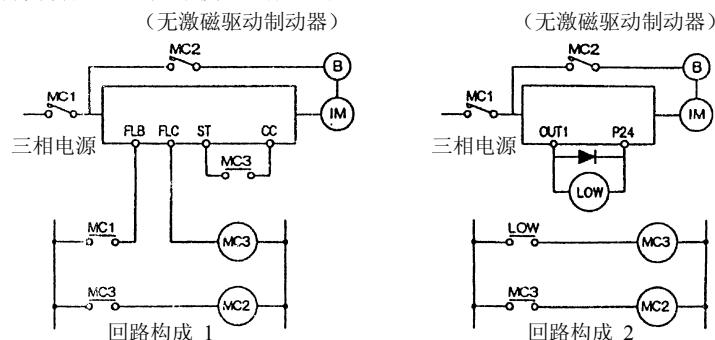 （无激磁驱动制动器）
（无激磁驱动制动器）
MC2
B
MC1
IM
FLB FLC ST CC
三相电源
MC3
MC1
MC3
MC3
MC2
回路构成 1
MC2
B
MC1
IM
OUT1 P24
三相电源
LOW
LOW
MC3
MC3
MC2
回路构成 2